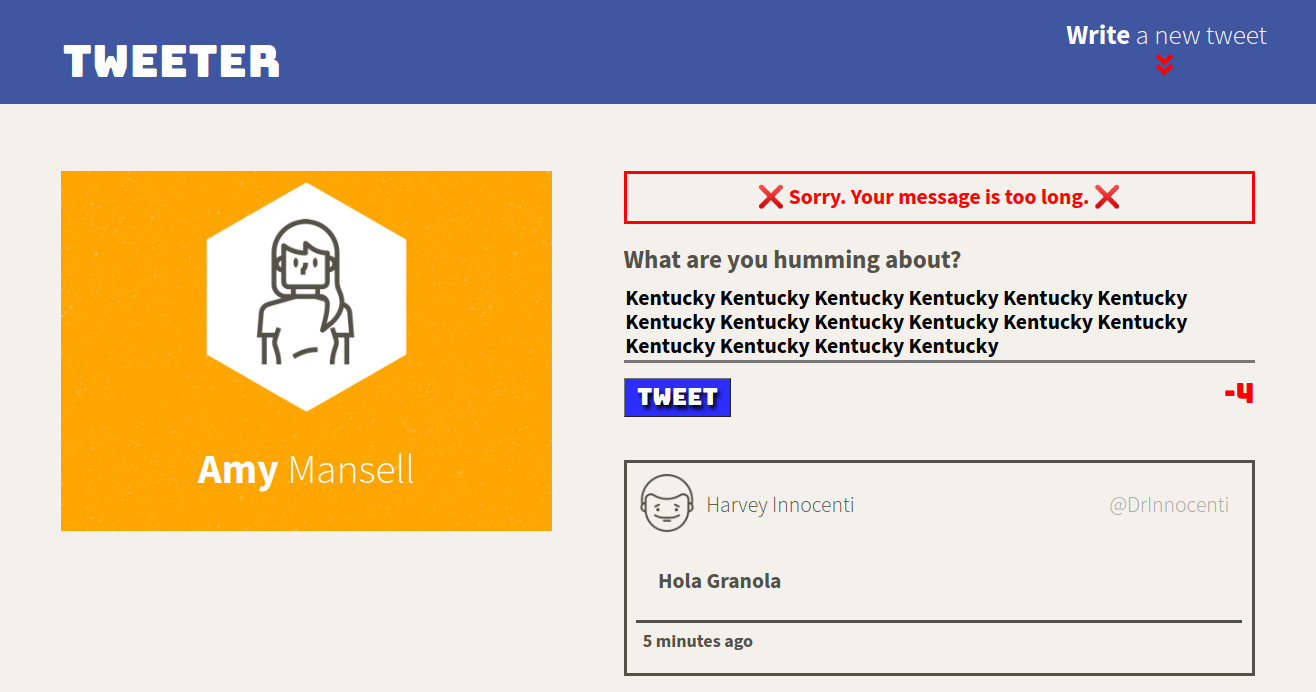 TWEETER
Write a new tweet
Amy Mansell
❌ Sorry. Your message is too long. ❌
What are you humming about?
Kentucky Kentucky Kentucky Kentucky Kentucky Kentucky
Kentucky Kentucky Kentucky Kentucky Kentucky Kentucky
Kentucky Kentucky Kentucky Kentucky
TWEET
-4
Harvey Innocenti
@DrInnocenti
Hola Granola
5 minutes ago